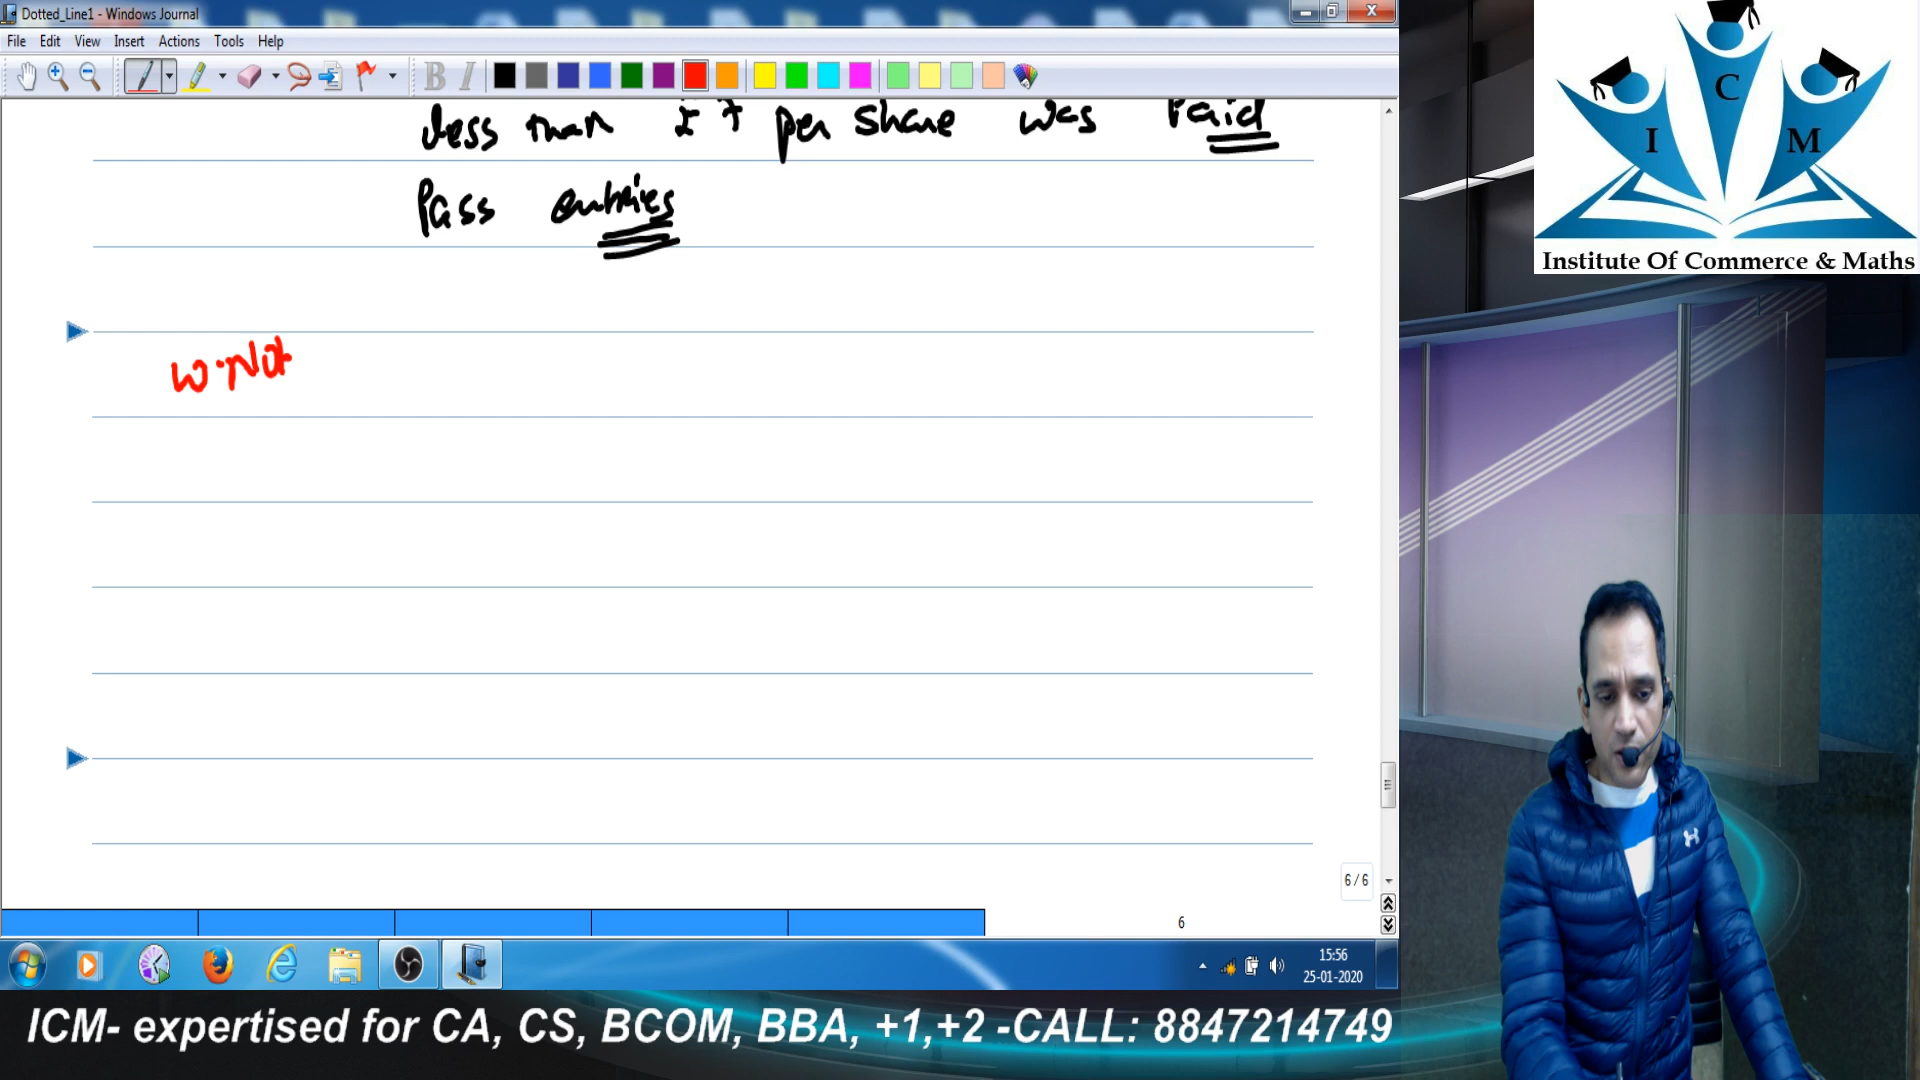 Dotted_Line1 - Windows Journal
File Edit View Insert Actions Tools Help
B I
less than ₹ 7 per share was Paid
Pass entries
W.Not
6 / 6
6
15:56
25-01-2020
I C M
Institute Of Commerce & Maths
ICM- expertised for CA, CS, BCOM, BBA, +1,+2 -CALL: 8847214749